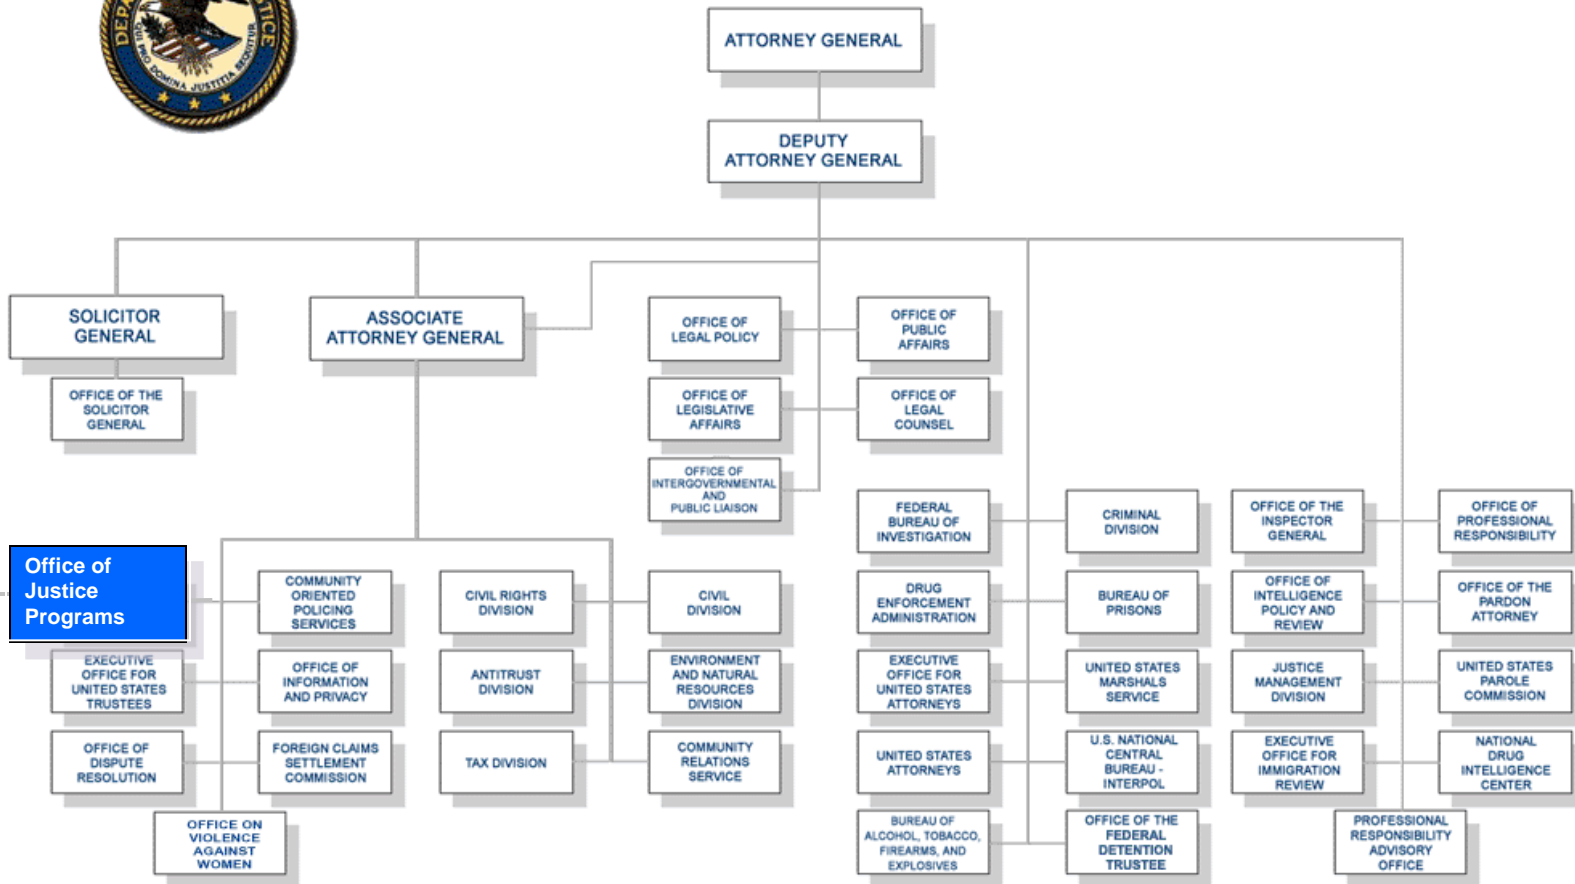 DEPA
TICE
QUI PRO DOMINA JUSTITIA SEQUITUR
ATTORNEY GENERAL
DEPUTY
ATTORNEY GENERAL
SOLICITOR
GENERAL
ASSOCIATE
ATTORNEY GENERAL
OFFICE OF
LEGAL POLICY
OFFICE OF
PUBLIC
AFFAIRS
OFFICE OF THE
SOLICITOR
GENERAL
OFFICE OF
LEGISLATIVE
AFFAIRS
OFFICE OF
LEGAL
COUNSEL
OFFICE OF
INTERGOVERNMENTAL
AND
PUBLIC LIAISON
FEDERAL
BUREAU OF
INVESTIGATION
CRIMINAL
DIVISION
OFFICE OF THE
INSPECTOR
GENERAL
OFFICE OF
PROFESSIONAL
RESPONSIBILITY
Office of
Justice
Programs
COMMUNITY
ORIENTED
POLICING
SERVICES
CIVIL RIGHTS
DIVISION
CIVIL
DIVISION
DRUG
ENFORCEMENT
ADMINISTRATION
BUREAU OF
PRISONS
OFFICE OF
INTELLIGENCE
POLICY AND
REVIEW
OFFICE OF THE
PARDON
ATTORNEY
EXECUTIVE
OFFICE FOR
UNITED STATES
TRUSTEES
OFFICE OF
INFORMATION
AND PRIVACY
ANTITRUST
DIVISION
ENVIRONMENT
AND NATURAL
RESOURCES
DIVISION
EXECUTIVE
OFFICE FOR
UNITED STATES
ATTORNEYS
UNITED STATES
MARSHALS
SERVICE
JUSTICE
MANAGEMENT
DIVISION
UNITED STATES
PAROLE
COMMISSION
OFFICE OF
DISPUTE
RESOLUTION
FOREIGN CLAIMS
SETTLEMENT
COMMISSION
TAX DIVISION
COMMUNITY
RELATIONS
SERVICE
UNITED STATES
ATTORNEYS
U.S. NATIONAL
CENTRAL
BUREAU -
INTERPOL
EXECUTIVE
OFFICE FOR
IMMIGRATION
REVIEW
NATIONAL
DRUG
INTELLIGENCE
CENTER
OFFICE ON
VIOLENCE
AGAINST
WOMEN
BUREAU OF
ALCOHOL, TOBACCO,
FIREARMS, AND
EXPLOSIVES
OFFICE OF THE
FEDERAL
DETENTION
TRUSTEE
PROFESSIONAL
RESPONSIBILITY
ADVISORY
OFFICE